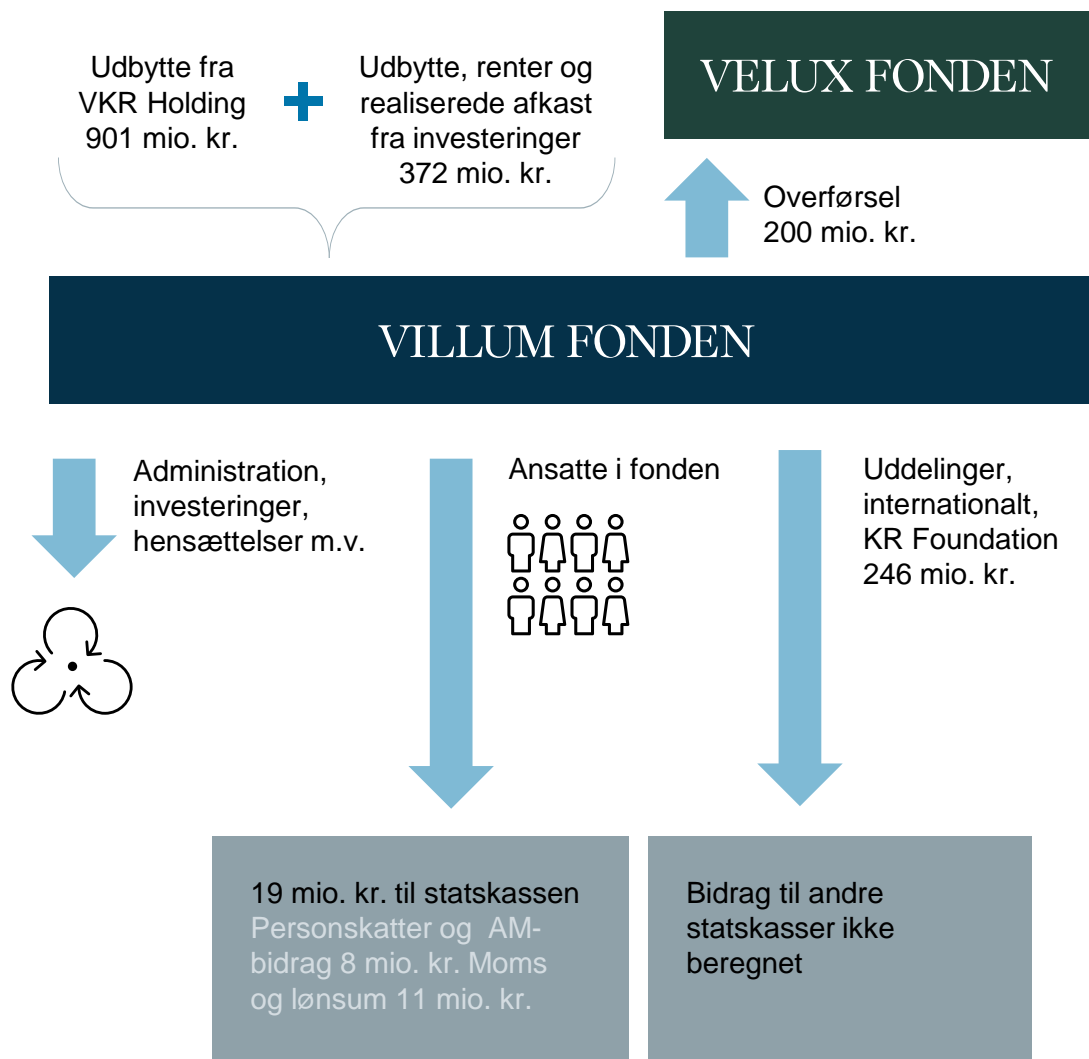 Udbytte fra
VKR Holding
901 mio. kr.
Udbytte, renter og
realiserede afkast
fra investeringer
372 mio. kr.
VELUX FONDEN
Overførsel
200 mio. kr.
VILLUM FONDEN
Administration,
investeringer,
hensættelser m.v.
Ansatte i fonden
Uddelinger,
internationalt,
KR Foundation
246 mio. kr.
19 mio. kr. til statskassen
Personskatter og AM-
bidrag 8 mio. kr. Moms
og lønsum 11 mio. kr.
Bidrag til andre
statskasser ikke
beregnet